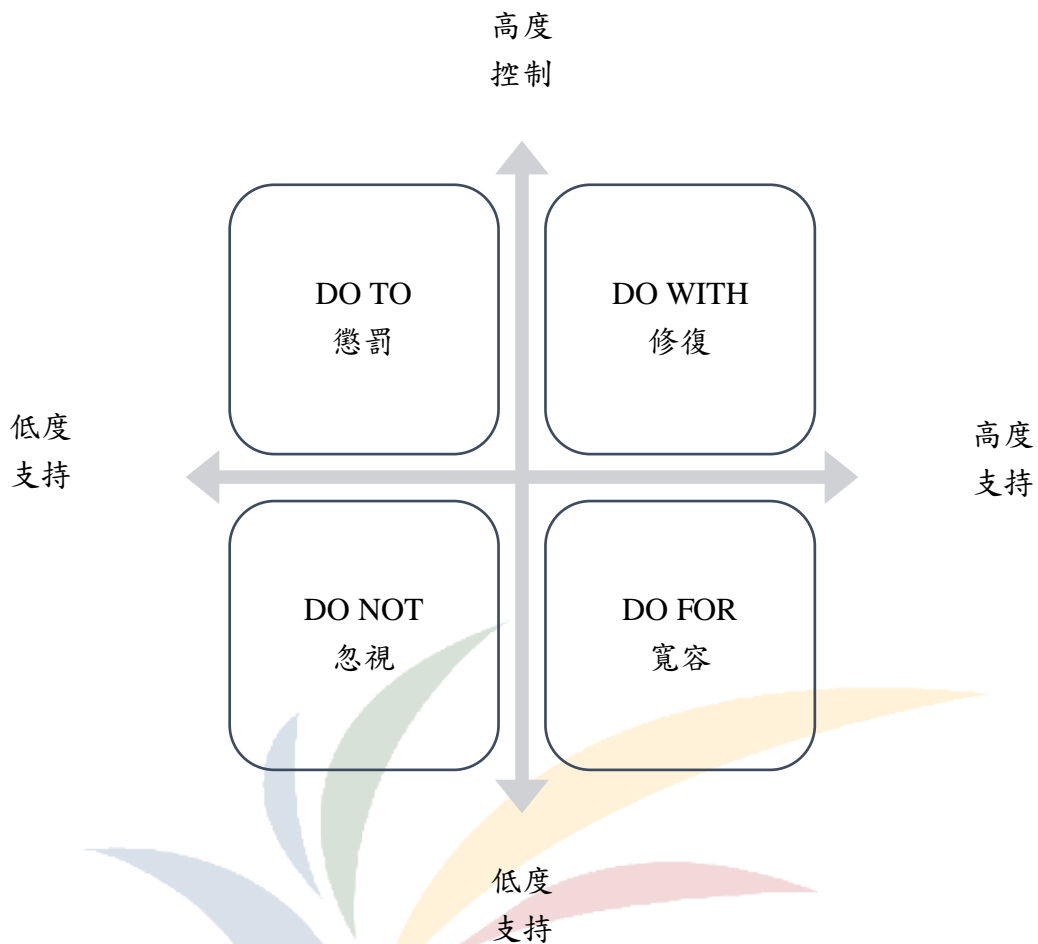 高度
控制
DO TO
懲罰
DO WITH
修復
低度
支持
高度
支持
DO NOT
忽視
DO FOR
寬容
低度
支持